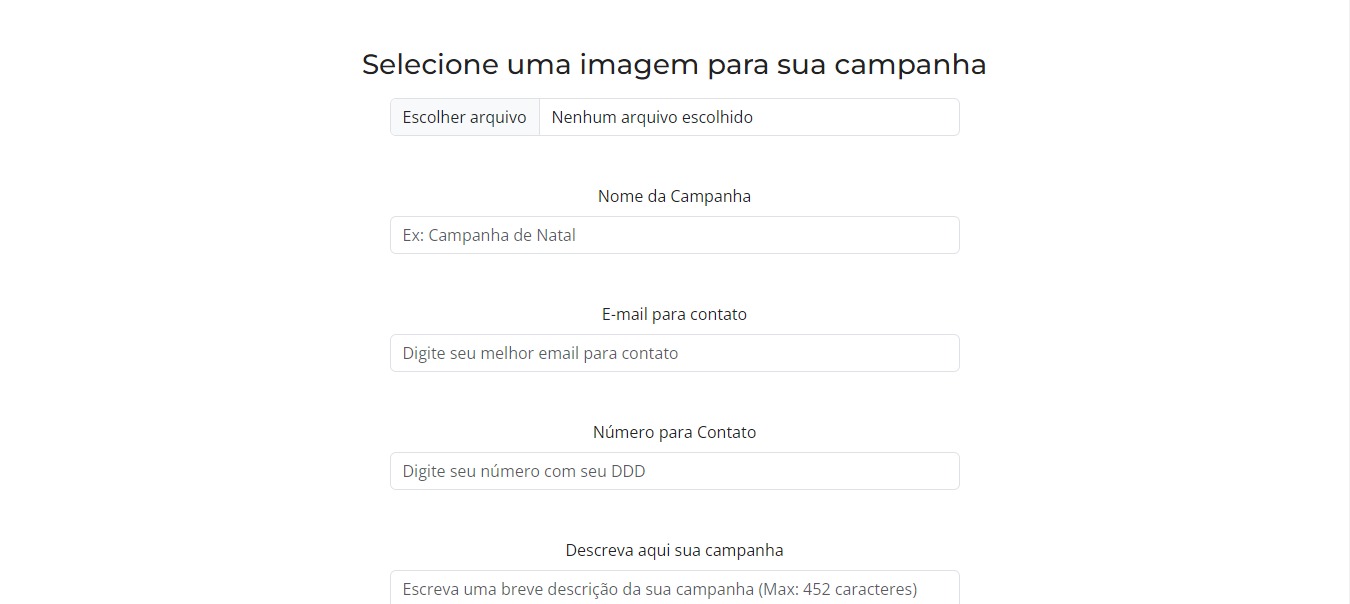 Selecione uma imagem para sua campanha
Escolher arquivo Nenhum arquivo escolhido
Nome da Campanha
Ex: Campanha de Natal
E-mail para contato
Digite seu melhor email para contato
Número para Contato
Digite seu número com seu DDD
Descreva aqui sua campanha
Escreva uma breve descrição da sua campanha (Max: 452 caracteres)